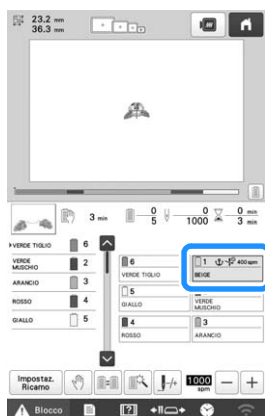 23.2 mm
36.3 mm
3 min
0
5
0
1000
0 min
3 min
VERDE TIGLIO 6
VERDE MUSCHIO 2
ARANCIO 3
ROSSO 4
GIALLO 5
6
VERDE TIGLIO
1 400 spm
BEIGE
5
GIALLO
VERDE MUSCHIO
4
ROSSO
3
ARANCIO
Impostaz.
Ricamo
1000
spm
Blocco